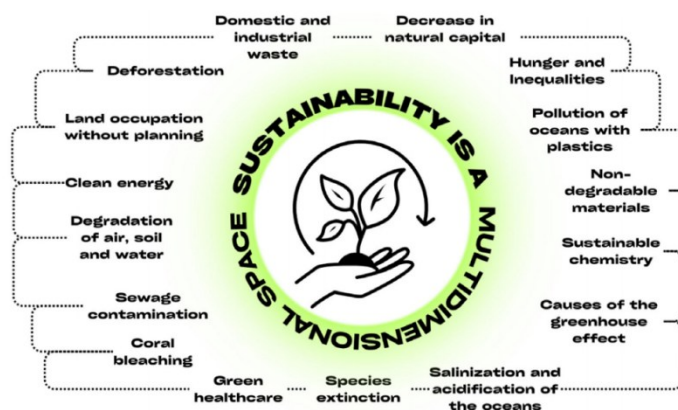 Domestic and
industrial
waste
Decrease in
natural capital
Deforestation
Hunger and
Inequalities
Land occupation
without planning
Pollution of
oceans with
plastics
Clean energy
Non-
degradable
materials
Degradation
of air, soil
and water
Sustainable
chemistry
Sewage
contamination
Causes of the
greenhouse
effect
Coral
bleaching
Green
healthcare
Species
extinction
Salinization and
acidification of
the oceans
SUSTAINABILITY IS A MULTIDIMENSIONAL SPACE